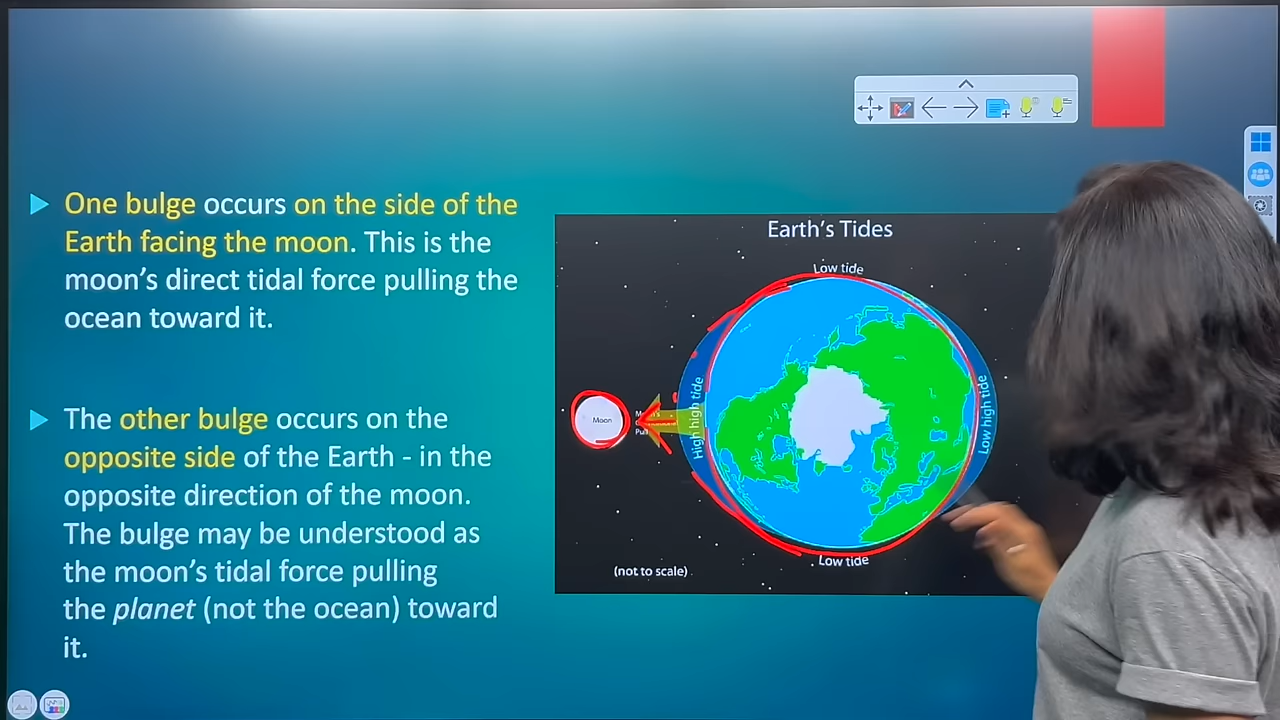 One bulge occurs on the side of the
Earth facing the moon. This is the
moon's direct tidal force pulling the
ocean toward it.
The other bulge occurs on the
opposite side of the Earth - in the
opposite direction of the moon.
The bulge may be understood as
the moon's tidal force pulling
the planet (not the ocean) toward
it.
Earth's Tides
Low tide
High high tide
Low high tide
Moon
Low tide
(not to scale)